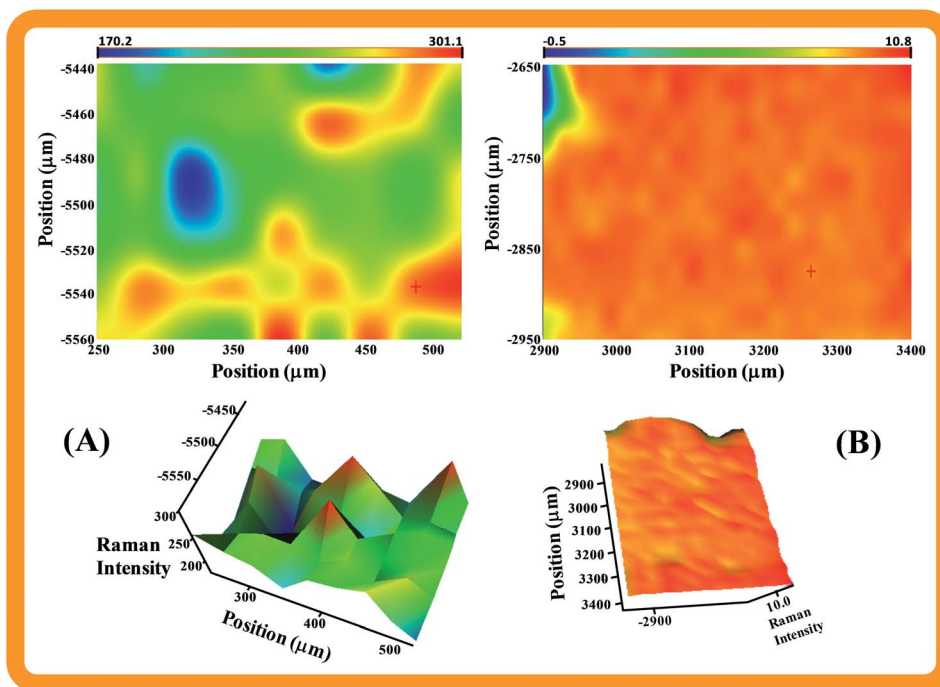 170.2 301.1
-5440
-5460
-5480
-5500
-5520
-5540
-5560
Position (μm)
250 300 350 400 450 500
Position (μm)
-0.5 10.8
-2650
-2750
-2850
-2950
Position (μm)
2900 3000 3100 3200 3300 3400
Position (μm)
(A)
-5450
-5500
-5550
300
250
200
Raman
Intensity
300
400
500
Position (μm)
(B)
2900
3000
3100
3200
3300
3400
Position (μm)
-2900
10.0
Raman
Intensity